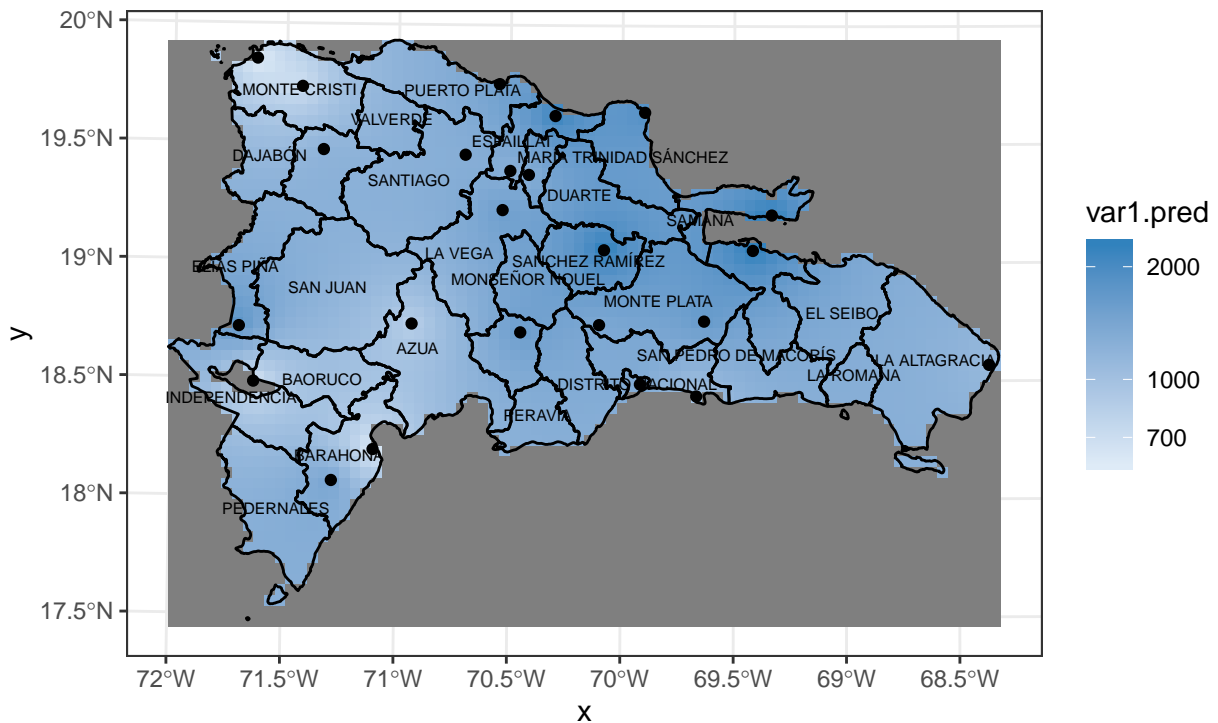 20°N
19.5°N
19°N
18.5°N
18°N
17.5°N
y
MONTE CRISTI
PUERTO PLATA
VALVERDE
ESPAILLAT
DAJABÓN
MARÍA TRINIDAD SÁNCHEZ
SANTIAGO
DUARTE
SAMANÁ
LA VEGA
ELÍAS PIÑA
SÁNCHEZ RAMÍREZ
MONSEÑOR NOUEL
SAN JUAN
MONTE PLATA
EL SEIBO
AZUA
SAN PEDRO DE MACORÍS
LA ALTAGRACIA
BAORUCO
LA ROMANA
DISTRITO NACIONAL
INDEPENDENCIA
PERAVIA
BARAHONA
PEDERNALES
72°W
71.5°W
71°W
70.5°W
70°W
69.5°W
69°W
68.5°W
x
var1.pred
2000
1000
700